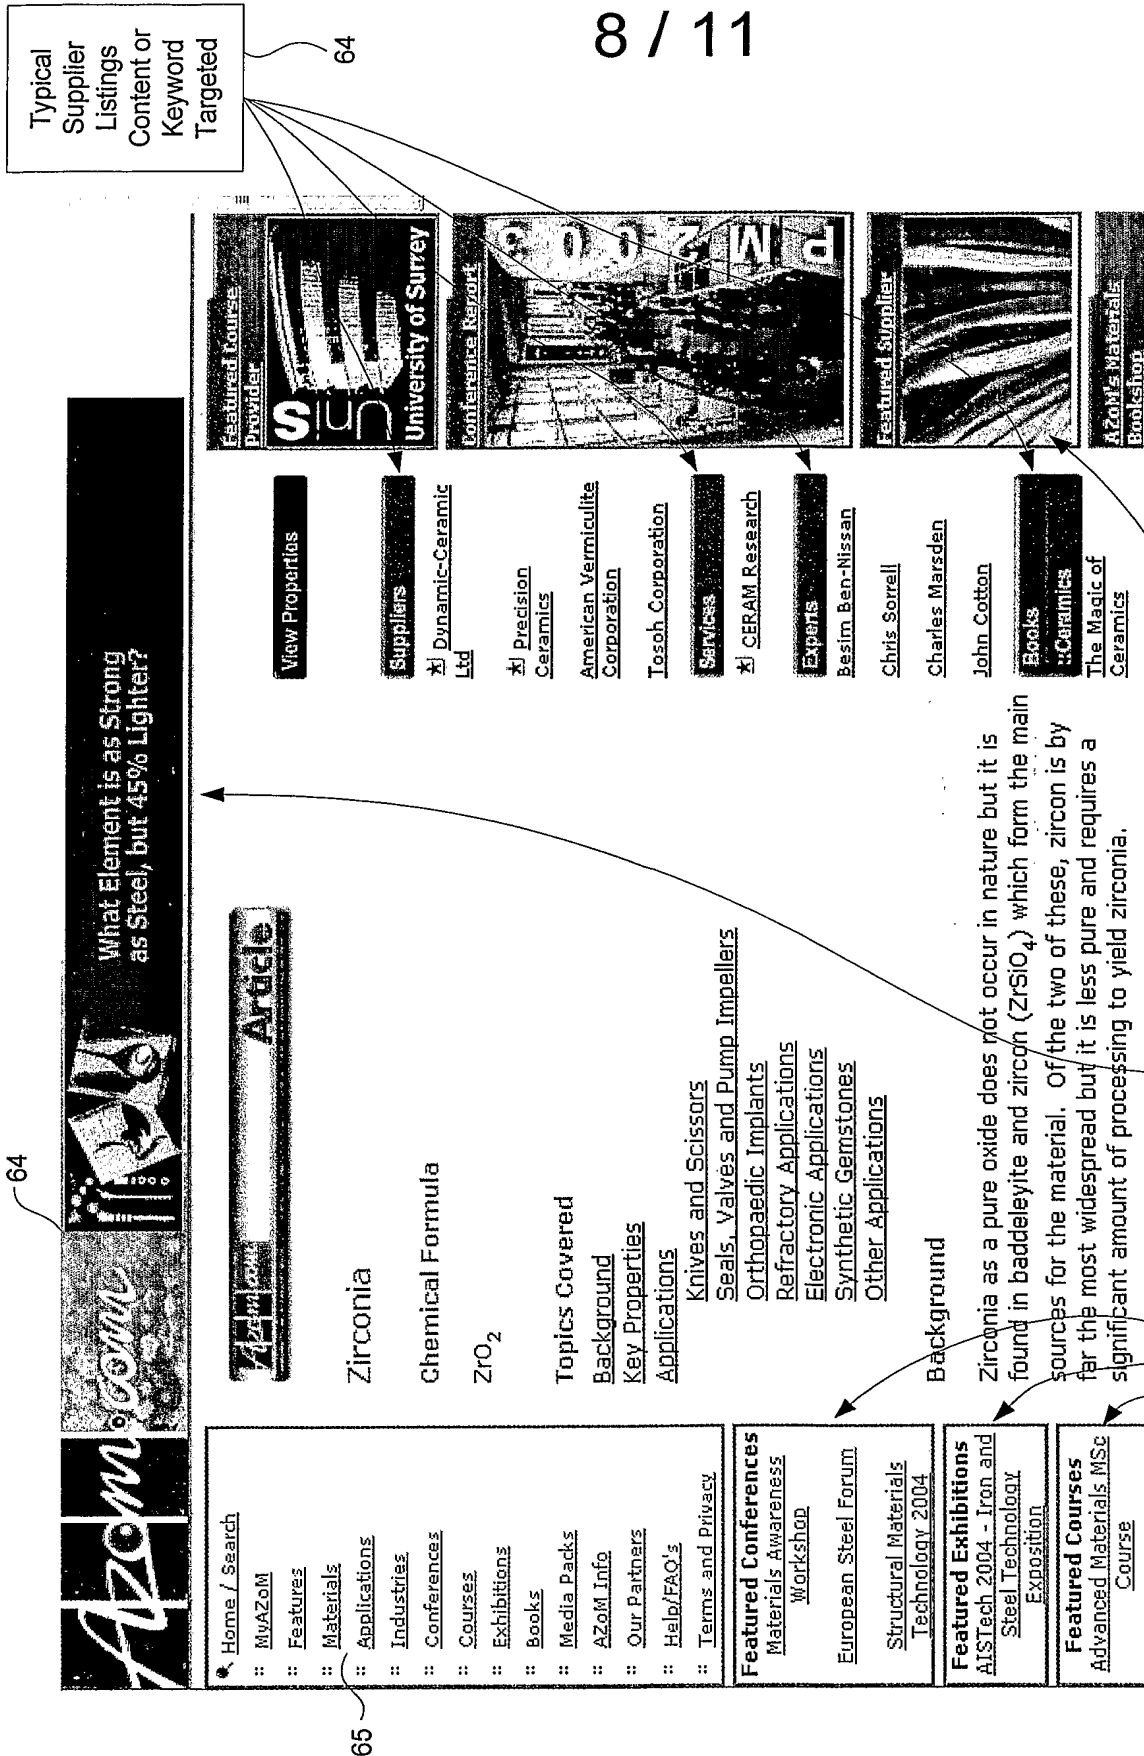 8 / 11
64
Typical
Supplier
Listings
Content or
Keyword
Targeted
64
65
Azom.com
What Element is as Strong
as Steel, but 45% Lighter?
Home / Search
:: MyAZoM
:: Features
:: Materials
:: Applications
:: Industries
:: Conferences
:: Courses
:: Exhibitions
:: Books
:: Media Packs
:: AZoM Info
:: Our Partners
:: Help/FAQ's
:: Terms and Privacy
Featured Conferences
Materials Awareness
Workshop
European Steel Forum
Structural Materials
Technology 2004
Featured Exhibitions
AISTech 2004 - Iron and
Steel Technology
Exposition
Featured Courses
Advanced Materials MSc
Course
Azom.com Article
Zirconia
Chemical Formula
ZrO2
Topics Covered
Background
Key Properties
Applications
Knives and Scissors
Seals, Valves and Pump Impellers
Orthopaedic Implants
Refractory Applications
Electronic Applications
Synthetic Gemstones
Other Applications
Background
Zirconia as a pure oxide does not occur in nature but it is
found in baddeleyite and zircon (ZrSiO4) which form the main
sources for the material. Of the two of these, zircon is by
far the most widespread but it is less pure and requires a
significant amount of processing to yield zirconia.
View Properties
Suppliers
Dynamic-Ceramic
Ltd
Precision
Ceramics
American Vermiculite
Corporation
Tosoh Corporation
Services
CERAM Research
Experts
Besim Ben-Nissan
Chris Sorrell
Charles Marsden
John Cotton
Books
::Ceramics
The Magic of
Ceramics
Featured Course
Provider
UniS
University of Surrey
Conference Report
PM2003
Featured Supplier
AZoM's Materials
Bookshop